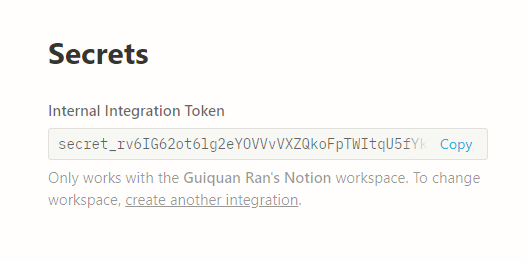 Secrets
Internal Integration Token
Copy
Only works with the Guiquan Ran's Notion workspace. To change
workspace, create another integration.